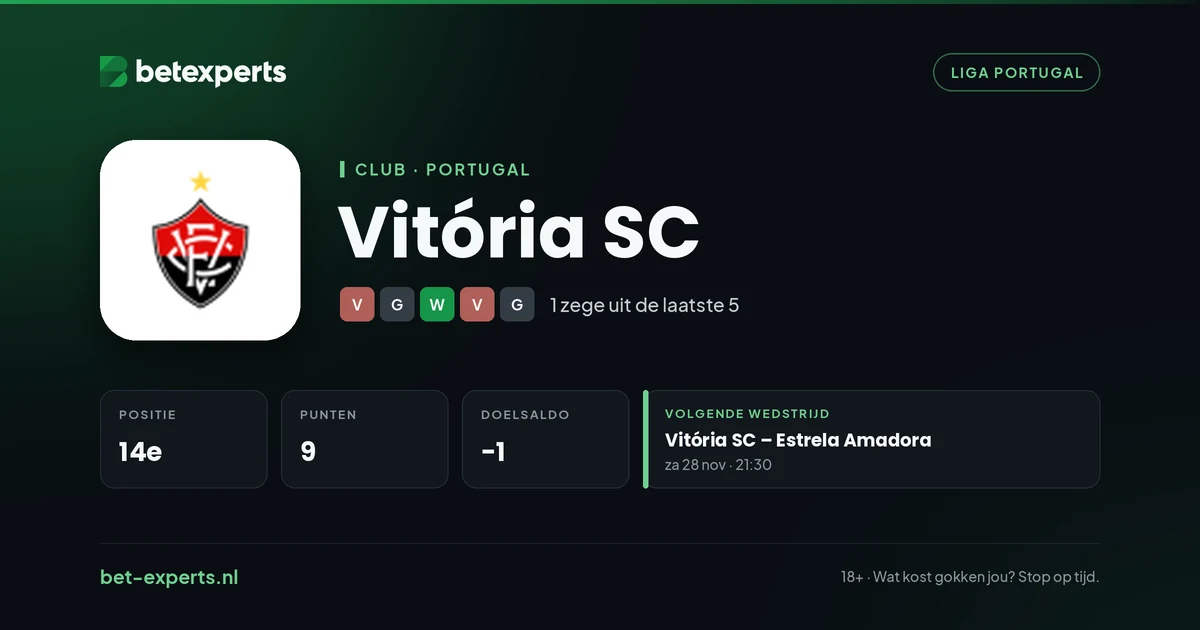 betexperts
LIGA PORTUGAL
CLUB · PORTUGAL
Vitória SC
V G W V G 1 zege uit de laatste 5
POSITIE
14e
PUNTEN
9
DOELSALDO
−1
VOLGENDE WEDSTRIJD
Vitória SC – Estrela Amadora
za 28 nov · 21:30
bet-experts.nl
18+ · Wat kost gokken jou? Stop op tijd.